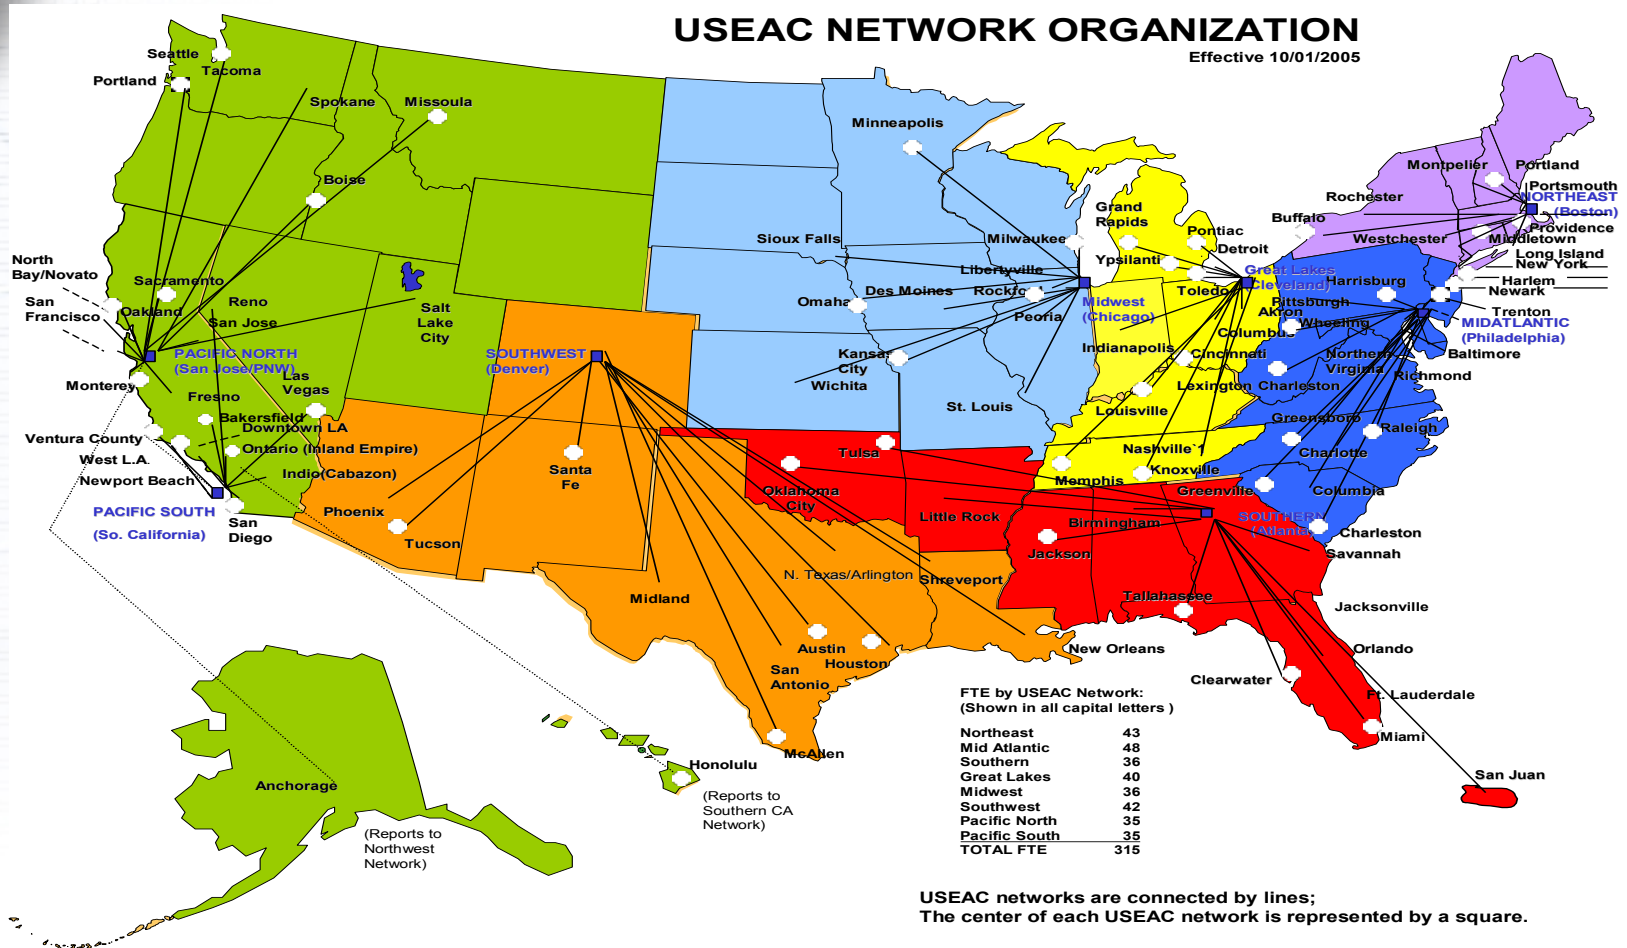 USEAC NETWORK ORGANIZATION
Effective 10/01/2005
Seattle
Tacoma
Portland
Spokane
Missoula
Boise
North
Bay/Novato
Sacramento
San
Francisco
Oakland
Reno
San Jose
Salt
Lake
City
PACIFIC NORTH
(San Jose/PNW)
Monterey
Las
Vegas
Fresno
Bakersfield
Downtown LA
Ventura County
Ontario (Inland Empire)
West L.A.
Indio(Cabazon)
Newport Beach
PACIFIC SOUTH
(So. California)
San
Diego
SOUTHWEST
(Denver)
Santa
Fe
Phoenix
Tucson
Midland
N. Texas/Arlington
Shreveport
Austin
Houston
San
Antonio
McAllen
New Orleans
Minneapolis
Sioux Falls
Milwaukee
Libertyville
Omaha
Des Moines
Rockfo
Peoria
Midwest
(Chicago)
Kansas
City
Wichita
St. Louis
Grand
Rapids
Pontiac
Detroit
Ypsilanti
Toledo
Great Lakes
Cleveland)
Akron
Columbus
Indianapolis
Cincinnati
Lexington
Louisville
Nashville`1
Knoxville
Memphis
Montpelier
Portland
Portsmouth
NORTHEAST
(Boston)
Rochester
Buffalo
Providence
Westchester
Middletown
Long Island
New York
Harlem
Newark
Trenton
Harrisburg
Pittsburgh
Wheeling
MIDATLANTIC
(Philadelphia)
Baltimore
Northern
Virginia
Richmond
Charleston
Greensboro
Raleigh
Charlotte
Greenville
Columbia
Charleston
Savannah
Tulsa
Oklahoma
City
Little Rock
Birmingham
SOUTHERN
(Atlanta)
Jackson
Tallahassee
Jacksonville
Orlando
Clearwater
Ft. Lauderdale
Miami
San Juan
Anchorage
(Reports to
Northwest
Network)
Honolulu
(Reports to
Southern CA
Network)
FTE by USEAC Network:
(Shown in all capital letters )
Northeast 43
Mid Atlantic 48
Southern 36
Great Lakes 40
Midwest 36
Southwest 42
Pacific North 35
Pacific South 35
TOTAL FTE 315
USEAC networks are connected by lines;
The center of each USEAC network is represented by a square.